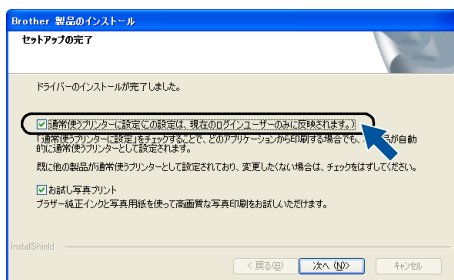 Brother 製品のインストール
セットアップの完了
ドライバーのインストールが完了しました。
通常使うプリンターに設定(この設定は、現在のログインユーザーのみに反映されます。)
「通常使うプリンターに設定」をチェックすることで、どのアプリケーションから印刷する場合でも、 品が自動
的に通常使うプリンターとして設定されます。
既に他の製品が通常使うプリンターとして設定されており、変更したくない場合は、チェックをはずしてください。
お試し写真プリント
ブラザー純正インクと写真用紙を使って高画質な写真印刷をお試しいただけます。
InstallShield
< 戻る(B) 次へ (N)> キャンセル